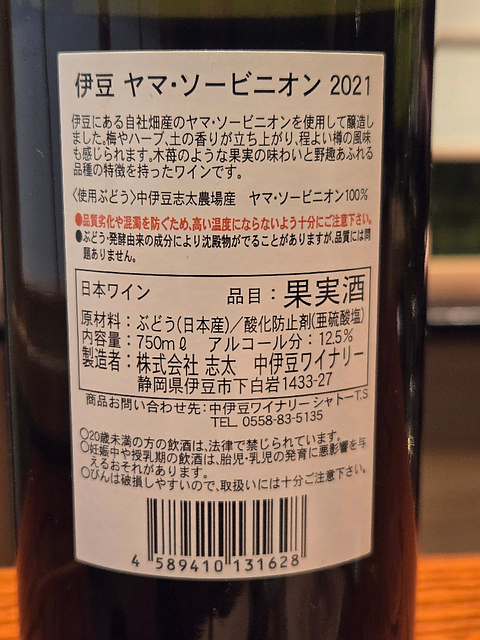 伊豆 ヤマ・ソービニオン 2021
伊豆にある自社畑産のヤマ・ソービニオンを使用して醸造し
ました。梅やハーブ、土の香りが立ち上がり、程よい樽の風味
も感じられます。木苺のような果実の味わいと野趣あふれる
品種の特徴を持ったワインです。
〈使用ぶどう〉中伊豆志太農場産 ヤマ・ソービニオン100%
●品質劣化や混濁を防ぐため、高い温度にならないよう十分にご注意下さい。
●ぶどう・発酵由来の成分により沈殿物がでることがありますが、品質には問
題ありません。
日本ワイン 品目：果実酒
原材料：ぶどう(日本産)／酸化防止剤(亜硫酸塩)
内容量：750mℓ アルコール分：12.5%
製造者：株式会社 志太 中伊豆ワイナリー
静岡県伊豆市下白岩1433-27
商品お問い合わせ先：中伊豆ワイナリー シャトーT.S
TEL. 0558-83-5135
○20歳未満の方の飲酒は、法律で禁じられています。
○妊娠中や授乳期の飲酒は、胎児・乳児の発育に悪影響を与
えるおそれがあります。
○びんは破損しやすいので、取扱いには十分ご注意下さい。
4 589410 131628